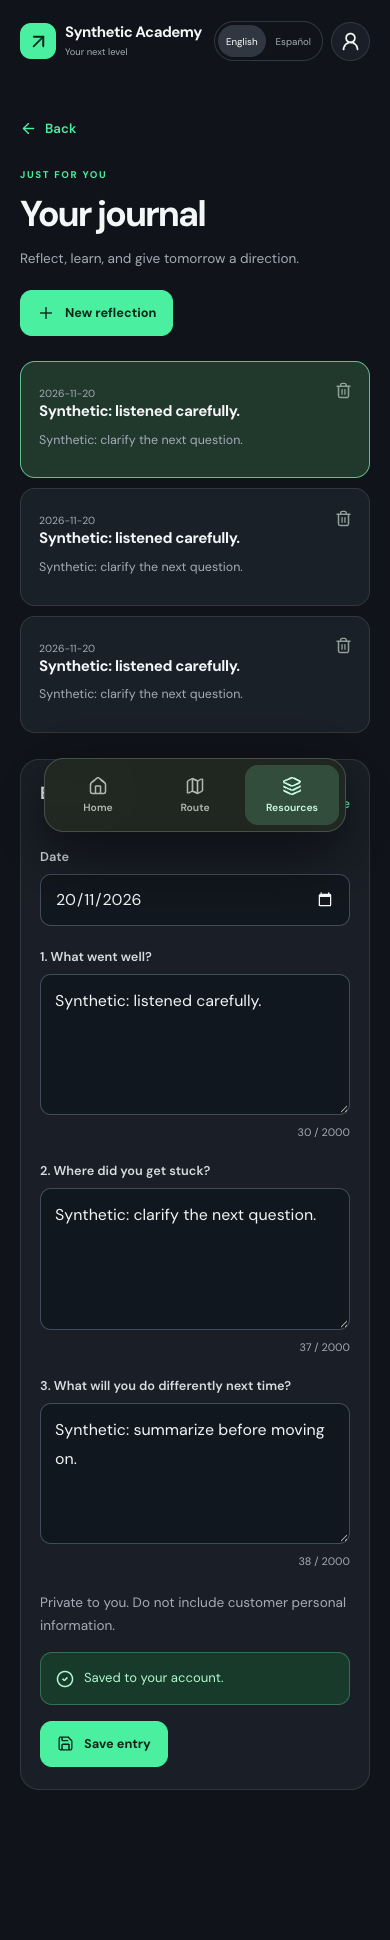 Synthetic Academy
Your next level
English
Español
Back
JUST FOR YOU
Your journal
Reflect, learn, and give tomorrow a direction.
New reflection
2026-11-20
Synthetic: listened carefully.
Synthetic: clarify the next question.
2026-11-20
Synthetic: listened carefully.
Synthetic: clarify the next question.
2026-11-20
Synthetic: listened carefully.
Synthetic: clarify the next question.
Home
Route
Resources
Date
20/11/2026
1. What went well?
Synthetic: listened carefully.
30 / 2000
2. Where did you get stuck?
Synthetic: clarify the next question.
37 / 2000
3. What will you do differently next time?
Synthetic: summarize before moving
on.
38 / 2000
Private to you. Do not include customer personal
information.
Saved to your account.
Save entry